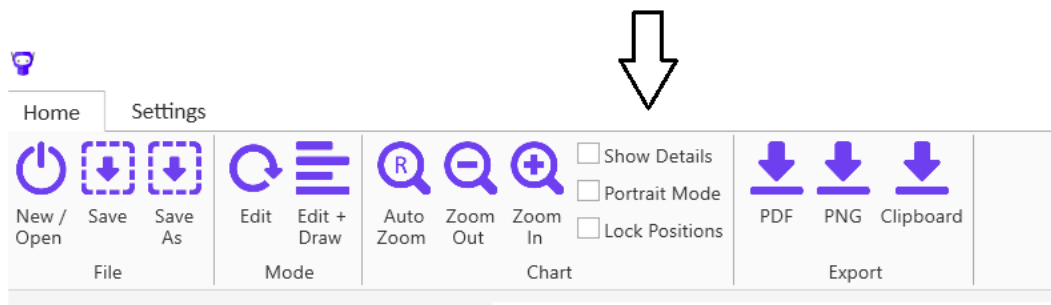 Home Settings
R
Show Details
Portrait Mode
Lock Positions
New /
Open
Save
Save
As
Edit
Edit +
Draw
Auto
Zoom
Zoom
Out
Zoom
In
PDF
PNG
Clipboard
File
Mode
Chart
Export